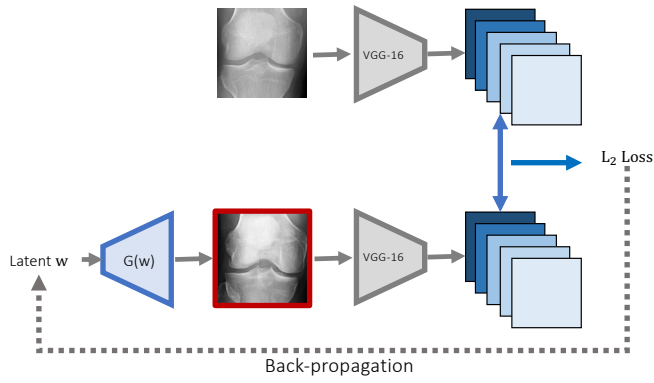 VGG-16
L₂ Loss
Latent w
G(w)
VGG-16
Back-propagation